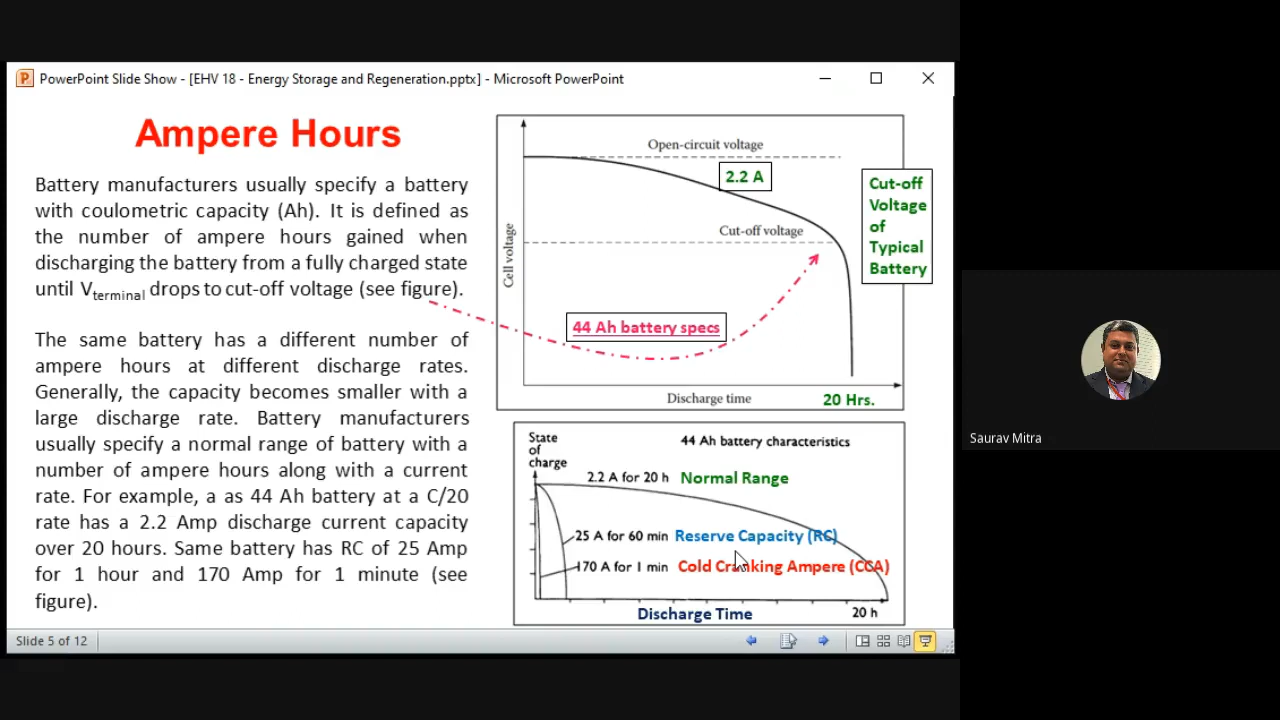 PowerPoint Slide Show - [EHV 18 - Energy Storage and Regeneration.pptx] - Microsoft PowerPoint
Ampere Hours
Battery manufacturers usually specify a battery
with coulometric capacity (Ah). It is defined as
the number of ampere hours gained when
discharging the battery from a fully charged state
until Vterminal drops to cut-off voltage (see figure).
The same battery has a different number of
ampere hours at different discharge rates.
Generally, the capacity becomes smaller with a
large discharge rate. Battery manufacturers
usually specify a normal range of battery with a
number of ampere hours along with a current
rate. For example, a as 44 Ah battery at a C/20
rate has a 2.2 Amp discharge current capacity
over 20 hours. Same battery has RC of 25 Amp
for 1 hour and 170 Amp for 1 minute (see
figure).
Open-circuit voltage
2.2 A
Cut-off voltage
Cell voltage
44 Ah battery specs
Discharge time
20 Hrs.
Cut-off
Voltage
of
Typical
Battery
State
of
charge
44 Ah battery characteristics
2.2 A for 20 h Normal Range
25 A for 60 min Reserve Capacity (RC)
170 A for 1 min Cold Cranking Ampere (CCA)
Discharge Time
20 h
Slide 5 of 12
Saurav Mitra